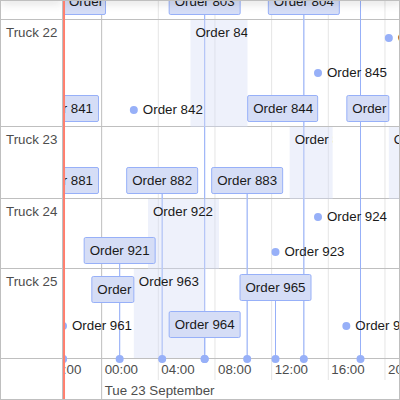 Order
Order 803
Order 804
Truck 22
Order 84
Order 845
841
Order 842
Order 844
Order
Truck 23
Order
881
Order 882
Order 883
Truck 24
Order 922
Order 924
Order 921
Order 923
Truck 25
Order 963
Order
Order 965
Order 961
Order 964
Order 9
00:00
04:00
08:00
12:00
16:00
Tue 23 September